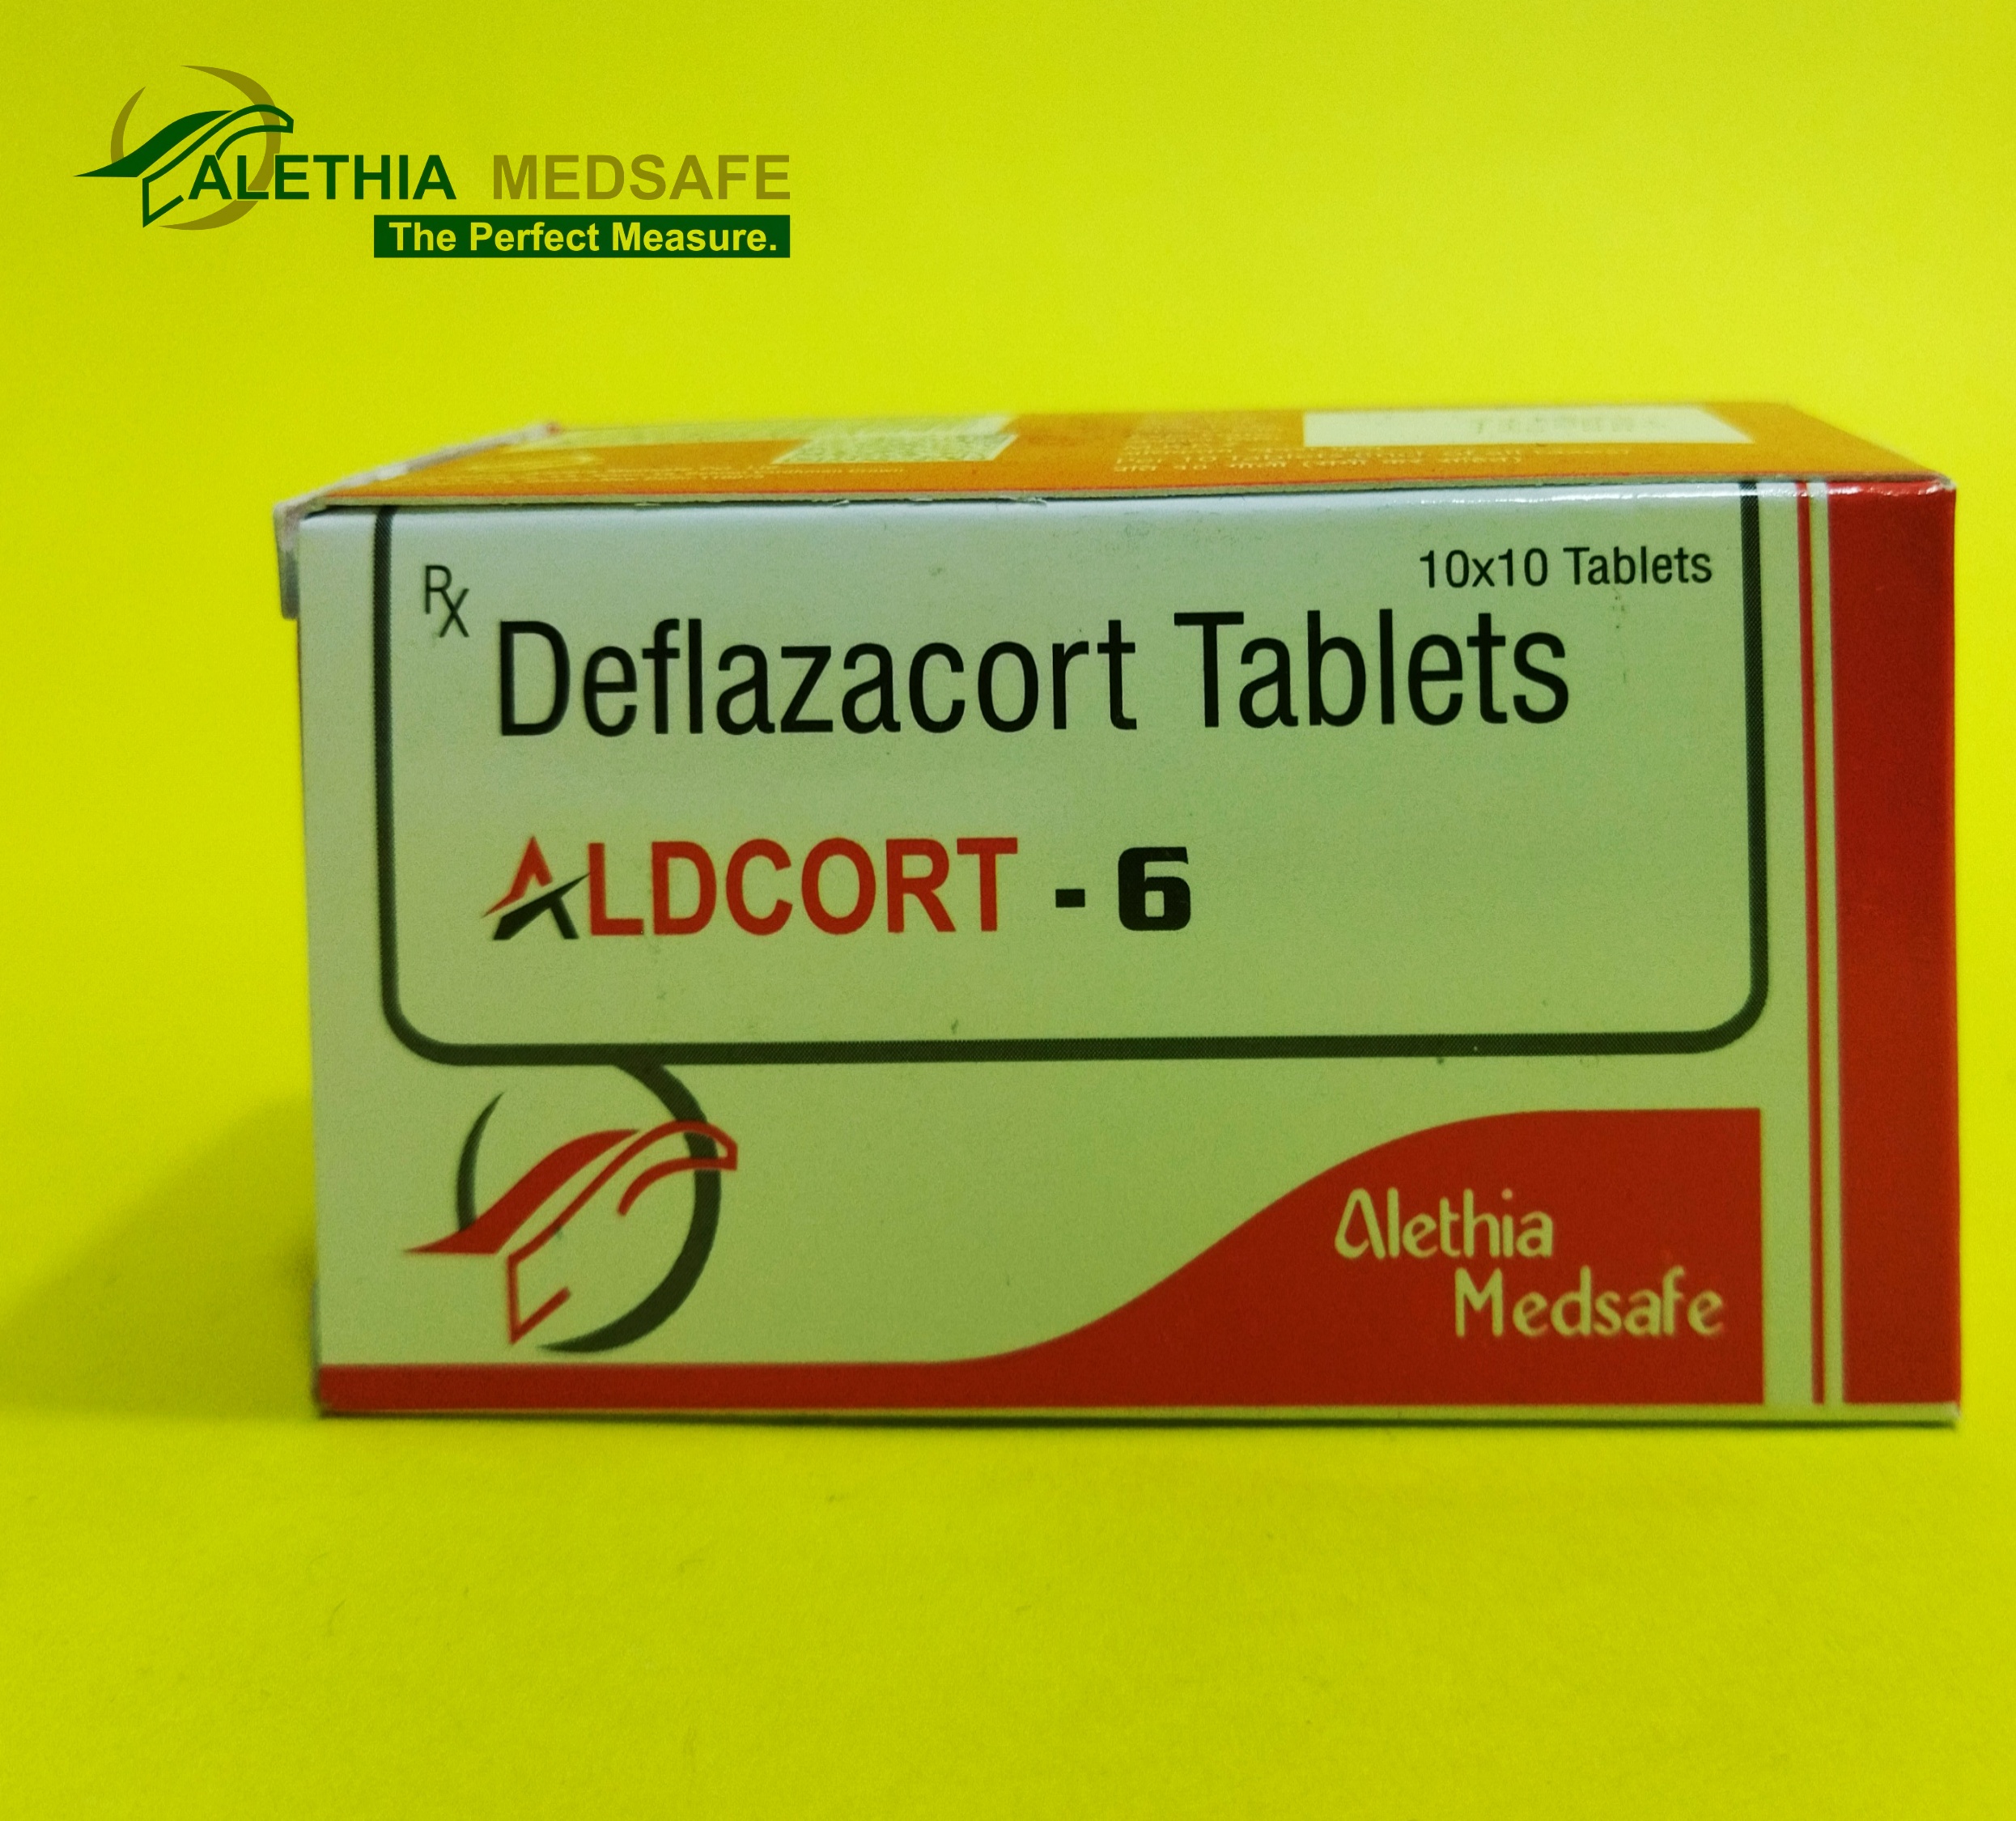 ALETHIA MEDSAFE
The Perfect Measure.
Rx
10x10 Tablets
Deflazacort Tablets
ALDCORT - 6
Alethia
Medsafe